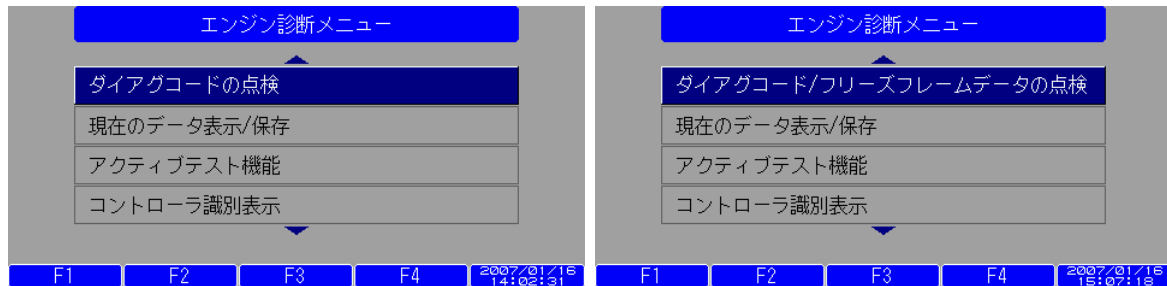 エンジン診断メニュー
ダイアグコードの点検
現在のデータ表示/保存
アクティブテスト機能
コントローラ識別表示
F1 F2 F3 F4 2007/01/16
14:02:31
エンジン診断メニュー
ダイアグコード/フリーズフレームデータの点検
現在のデータ表示/保存
アクティブテスト機能
コントローラ識別表示
F1 F2 F3 F4 2007/01/16
15:07:18